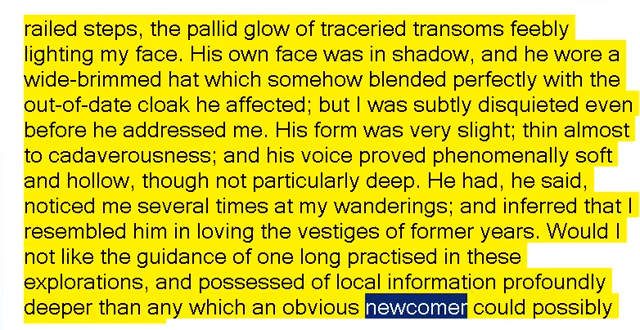 railed steps, the pallid glow of traceried transoms feebly
lighting my face. His own face was in shadow, and he wore a
wide-brimmed hat which somehow blended perfectly with the
out-of-date cloak he affected; but I was subtly disquieted even
before he addressed me. His form was very slight; thin almost
to cadaverousness; and his voice proved phenomenally soft
and hollow, though not particularly deep. He had, he said,
noticed me several times at my wanderings; and inferred that I
resembled him in loving the vestiges of former years. Would I
not like the guidance of one long practised in these
explorations, and possessed of local information profoundly
deeper than any which an obvious newcomer could possibly